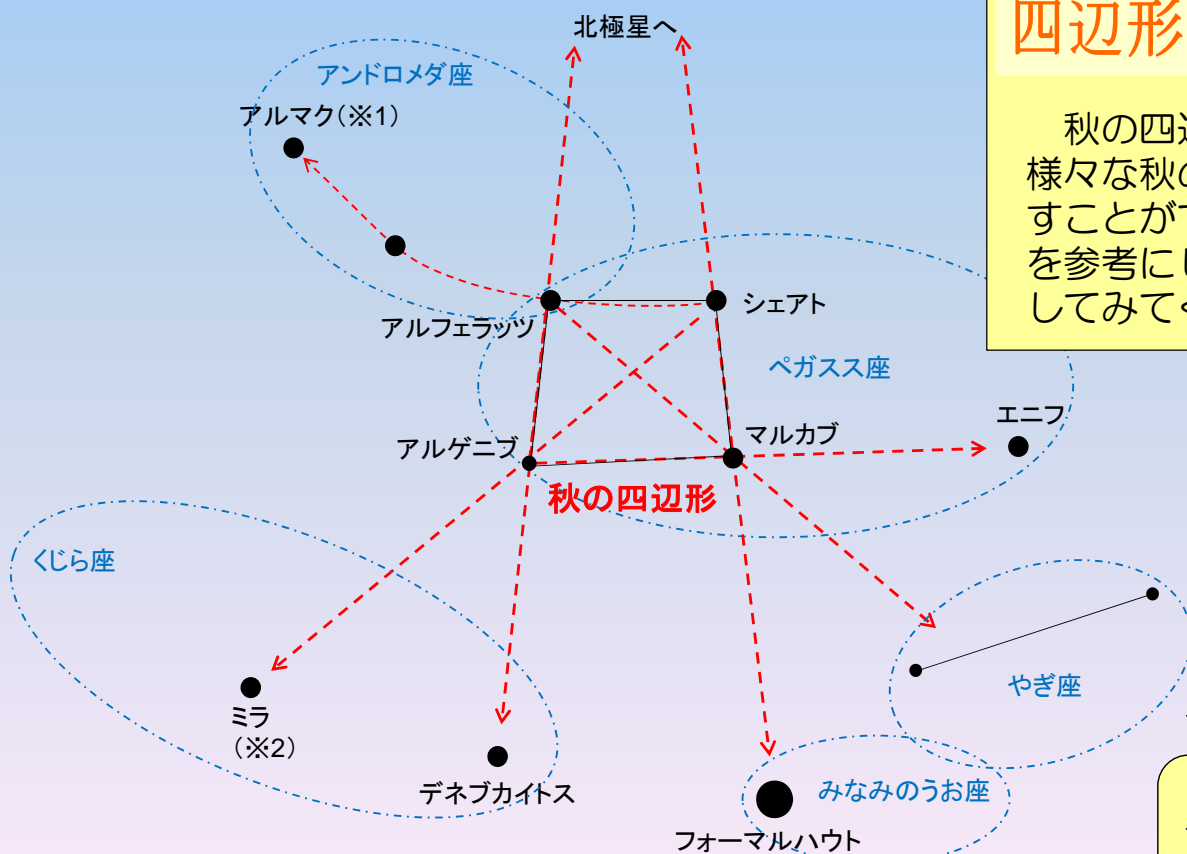 北極星へ
四辺形
アンドロメダ座
アルマク(※1)
秋の四辺
様々な秋の
すことがで
を参考にし
してみてく
アルフェラッツ
シェアト
ペガスス座
エニフ
アルゲニブ
マルカブ
秋の四辺形
くじら座
やぎ座
ミラ
(※2)
デネブカイトス
みなみのうお座
フォーマルハウト